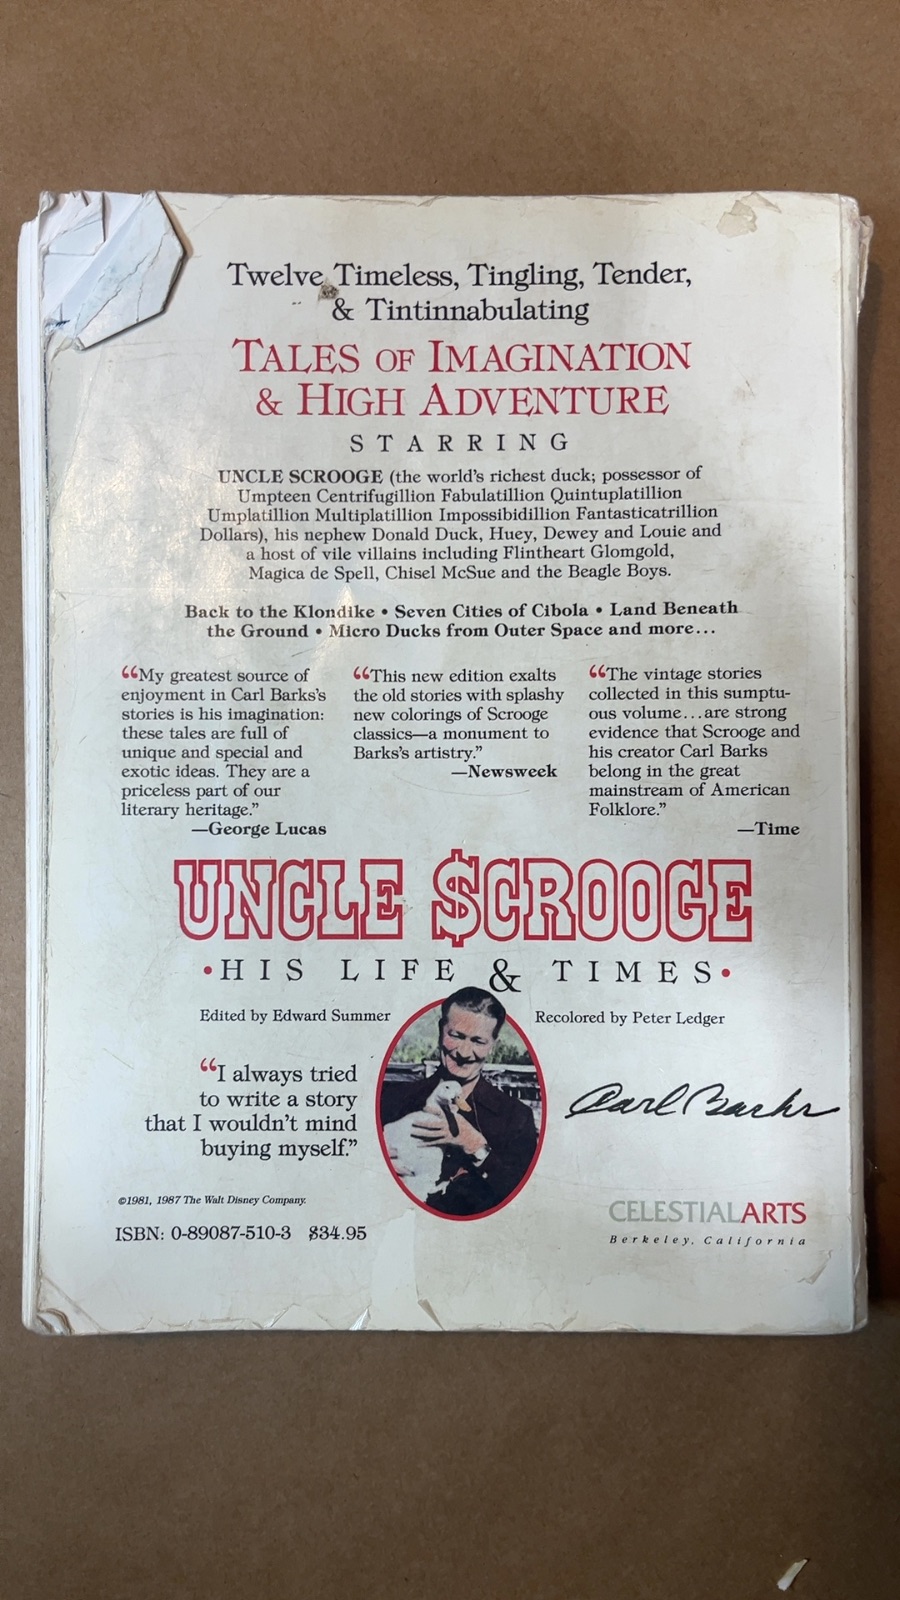 Twelve Timeless, Tingling, Tender,
& Tintinnabulating
TALES OF IMAGINATION
& HIGH ADVENTURE
STARRING
UNCLE SCROOGE (the world's richest duck; possessor of
Umpteen Centrifugillion Fabulatillion Quintuplatillion
Umplatillion Multiplatillion Impossibidillion Fantasticatrillion
Dollars), his nephew Donald Duck, Huey, Dewey and Louie and
a host of vile villains including Flintheart Glomgold,
Magica de Spell, Chisel McSue and the Beagle Boys.
Back to the Klondike • Seven Cities of Cibola • Land Beneath
the Ground • Micro Ducks from Outer Space and more...
“My greatest source of
enjoyment in Carl Barks's
stories is his imagination:
these tales are full of
unique and special and
exotic ideas. They are a
priceless part of our
literary heritage.”
—George Lucas
“This new edition exalts
the old stories with splashy
new colorings of Scrooge
classics—a monument to
Barks's artistry.”
—Newsweek
“The vintage stories
collected in this sumptu-
ous volume...are strong
evidence that Scrooge and
his creator Carl Barks
belong in the great
mainstream of American
Folklore.”
—Time
UNCLE $CROOGE
•HIS LIFE & TIMES•
Edited by Edward Summer
Recolored by Peter Ledger
“I always tried
to write a story
that I wouldn't mind
buying myself.”
Carl Barks
©1981, 1987 The Walt Disney Company.
ISBN: 0-89087-510-3 $34.95
CELESTIALARTS
Berkeley, California